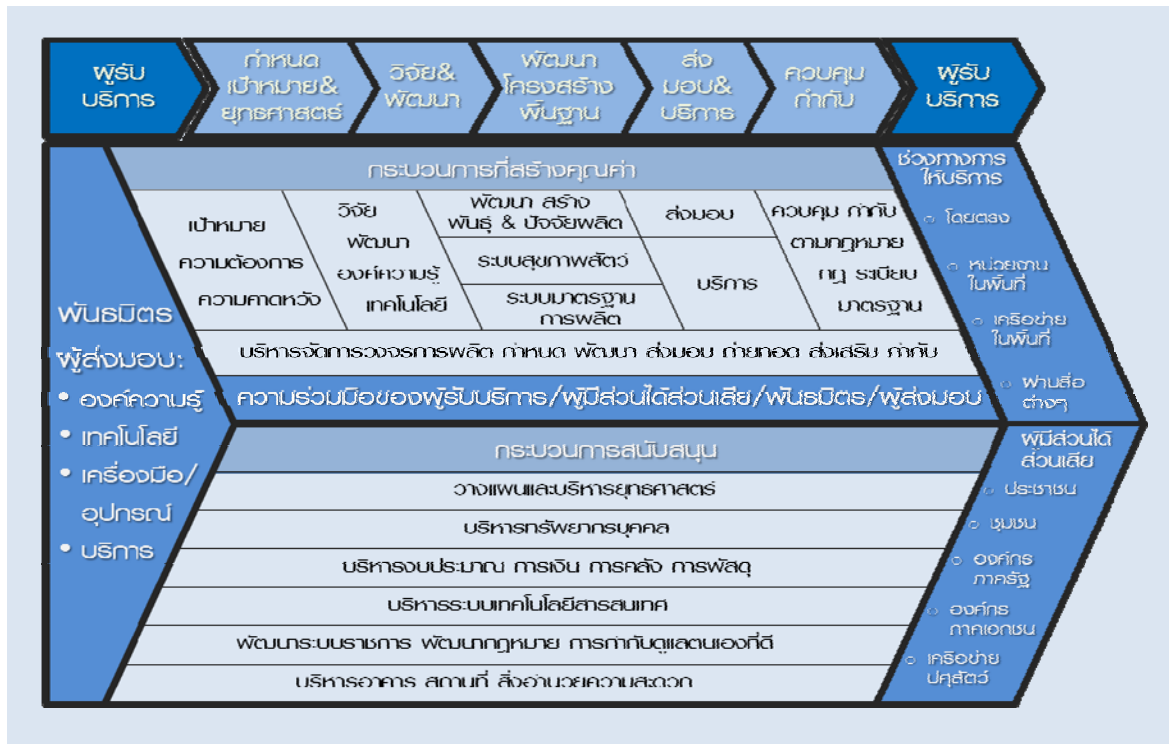 ผู้รับ
บริการ
กำหนด
เป้าหมาย&
ยุทธศาสตร์
วิจัย&
พัฒนา
พัฒนา
โครงสร้าง
พื้นฐาน
ส่ง
มอบ&
บริการ
ควบคุม
กำกับ
ผู้รับ
บริการ
กระบวนการที่สร้างคุณค่า
เป้าหมาย
ความต้องการ
ความคาดหวัง
วิจัย
พัฒนา
องค์ความรู้
เทคโนโลยี
พัฒนา สร้าง
พันธุ์ & ปัจจัยผลิต
ระบบสุขภาพสัตว์
ระบบมาตรฐาน
การผลิต
ส่งมอบ
บริการ
ควบคุม กำกับ
ตามกฎหมาย
กฎ ระเบียบ
มาตรฐาน
บริหารจัดการวงจรการผลิต กำหนด พัฒนา ส่งมอบ ถ่ายทอด ส่งเสริม กำกับ
ความร่วมมือของผู้รับบริการ/ผู้มีส่วนได้ส่วนเสีย/พันธมิตร/ผู้ส่งมอบ
พันธมิตร
ผู้ส่งมอบ:
• องค์ความรู้
• เทคโนโลยี
• เครื่องมือ/
อุปกรณ์
• บริการ
กระบวนการสนับสนุน
วางแผนและบริหารยุทธศาสตร์
บริหารทรัพยากรบุคคล
บริหารงบประมาณ การเงิน การคลัง การพัสดุ
บริหารระบบเทคโนโลยีสารสนเทศ
พัฒนาระบบราชการ พัฒนากฎหมาย การกำกับดูแลตนเองที่ดี
บริหารอาคาร สถานที่ สิ่งอำนวยความสะดวก
ช่องทางการ
ให้บริการ
○ โดยตรง
○ หน่วยงาน
ในพื้นที่
○ เครือข่าย
ในพื้นที่
○ ผ่านสื่อ
ต่างๆ
ผู้มีส่วนได้
ส่วนเสีย
○ ประชาชน
○ ชุมชน
○ องค์กร
ภาครัฐ
○ องค์กร
ภาคเอกชน
○ เครือข่าย
ปศุสัตว์